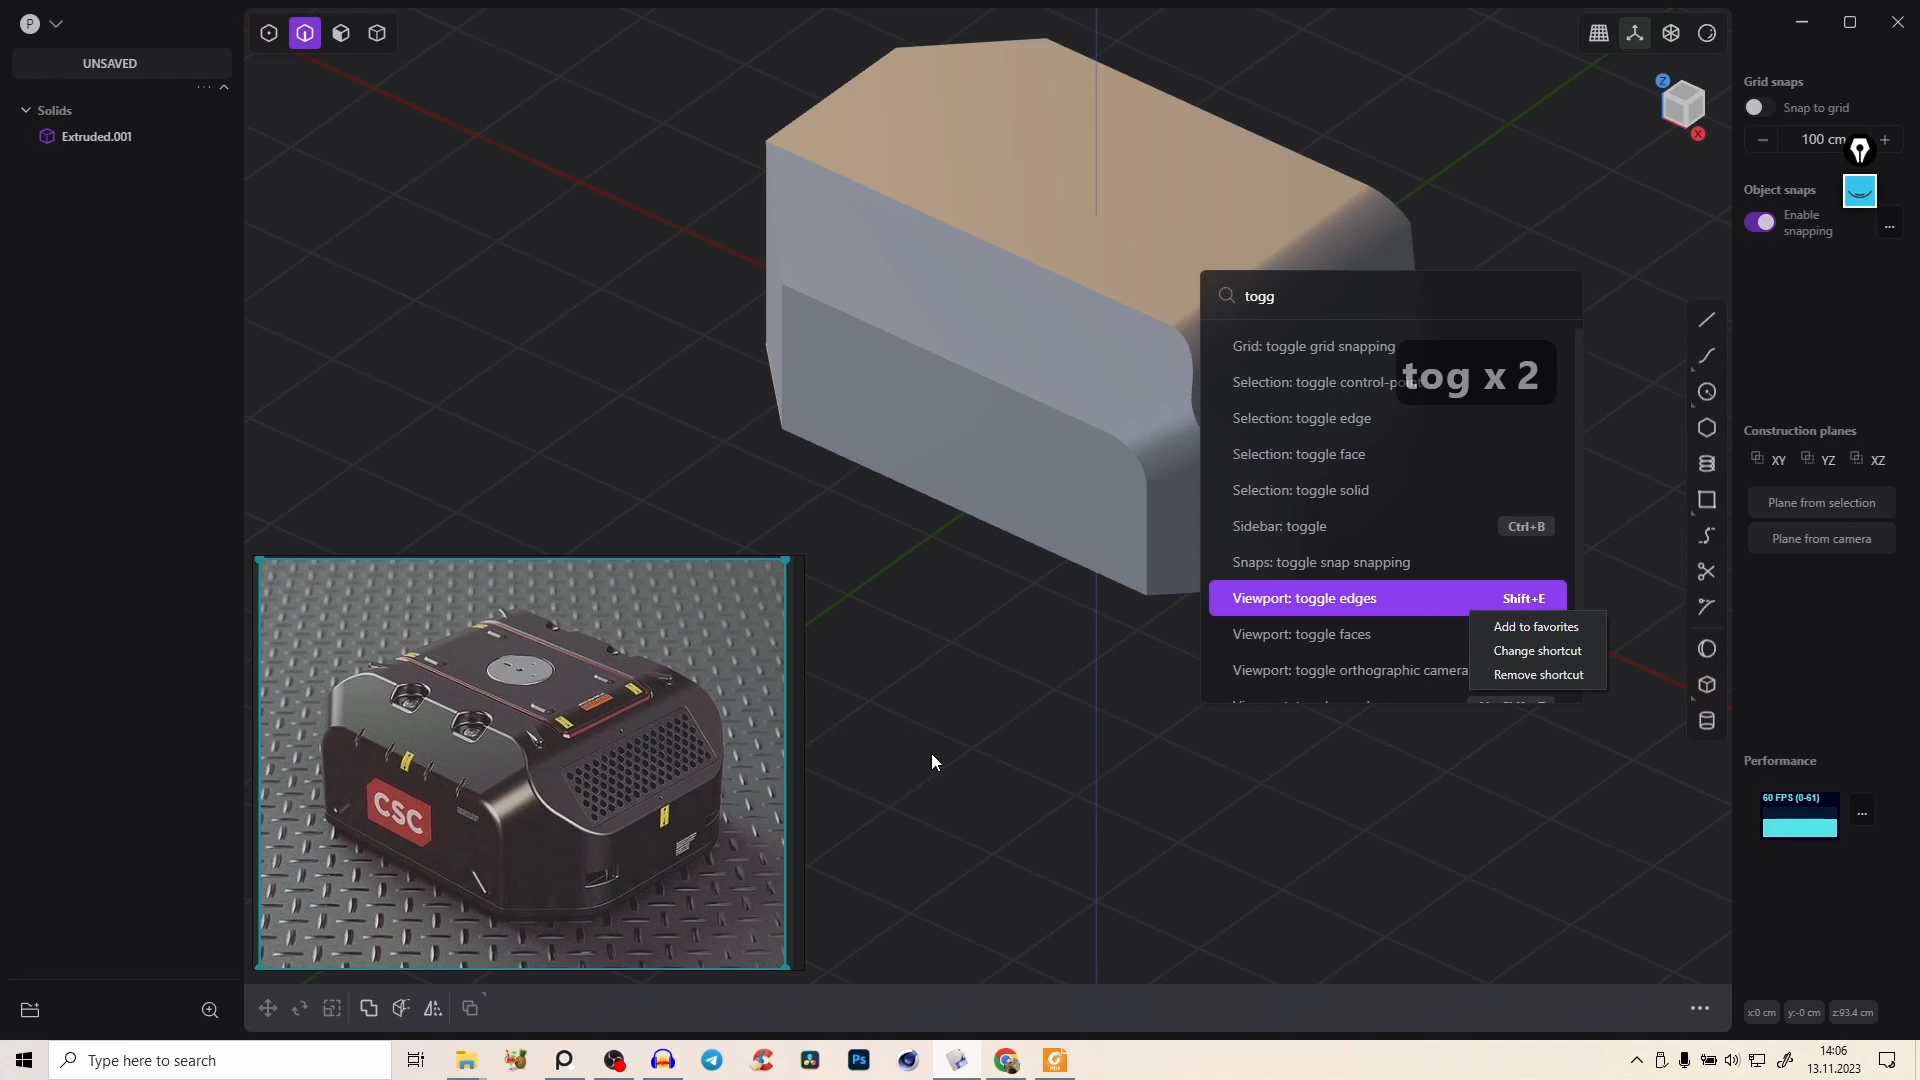 P
UNSAVED
Solids
Extruded.001
Z
X
togg
Grid: toggle grid snapping
Selection: toggle control-point
Selection: toggle edge
Selection: toggle face
Selection: toggle solid
Sidebar: toggle
Ctrl+B
Snaps: toggle snap snapping
Viewport: toggle edges
Shift+E
Viewport: toggle faces
Viewport: toggle orthographic camera
tog x 2
Add to favorites
Change shortcut
Remove shortcut
Grid snaps
Snap to grid
100 cm
Object snaps
Enable
snapping
...
Construction planes
XY
YZ
XZ
Plane from selection
Plane from camera
Performance
60 FPS (0-61)
...
CSC
x:0 cm
y:-0 cm
z:93.4 cm
Type here to search
Ps
PDF
14:06
13.11.2023